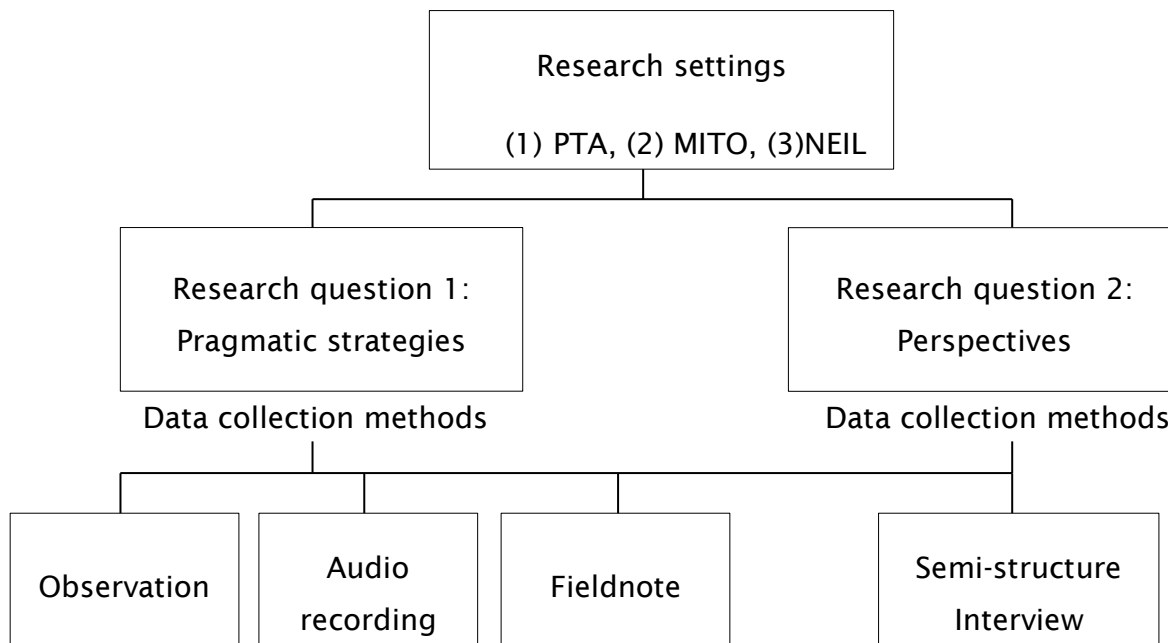 Research settings
(1) PTA, (2) MITO, (3)NEIL
Research question 1:
Pragmatic strategies
Research question 2:
Perspectives
Data collection methods
Data collection methods
Observation
Audio
recording
Fieldnote
Semi-structure
Interview